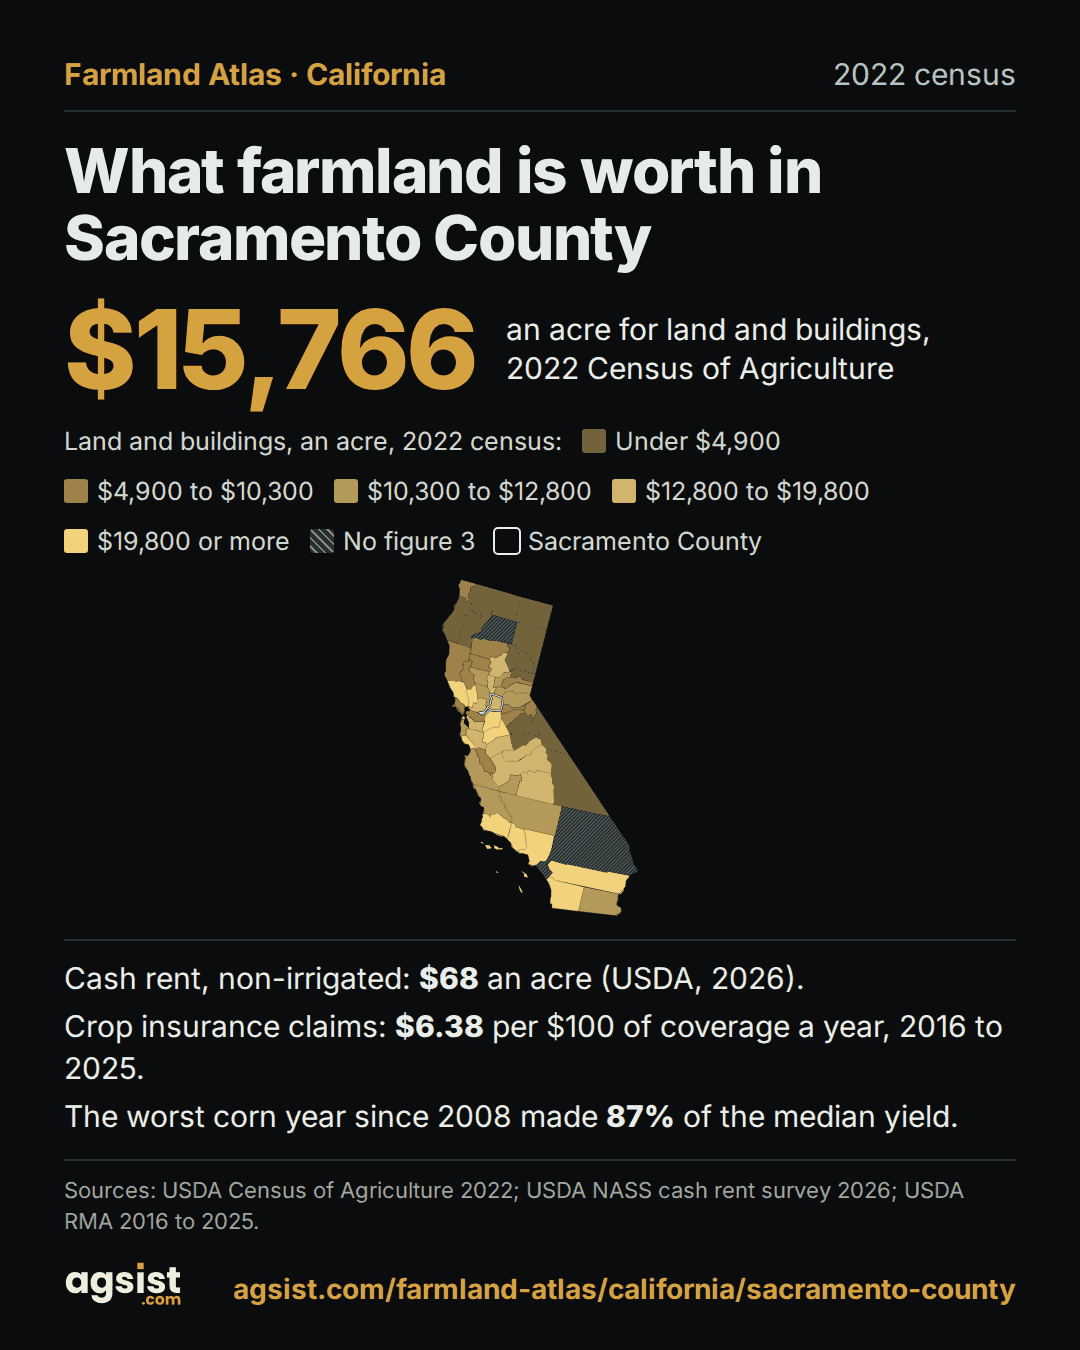 Farmland Atlas · California
2022 census
What farmland is worth in
Sacramento County
$15,766
an acre for land and buildings,
2022 Census of Agriculture
Land and buildings, an acre, 2022 census:
Under $4,900
$4,900 to $10,300
$10,300 to $12,800
$12,800 to $19,800
$19,800 or more
No figure 3
Sacramento County
Cash rent, non-irrigated: $68 an acre (USDA, 2026).
Crop insurance claims: $6.38 per $100 of coverage a year, 2016 to
2025.
The worst corn year since 2008 made 87% of the median yield.
Sources: USDA Census of Agriculture 2022; USDA NASS cash rent survey 2026; USDA
RMA 2016 to 2025.
agsist
.com
agsist.com/farmland-atlas/california/sacramento-county